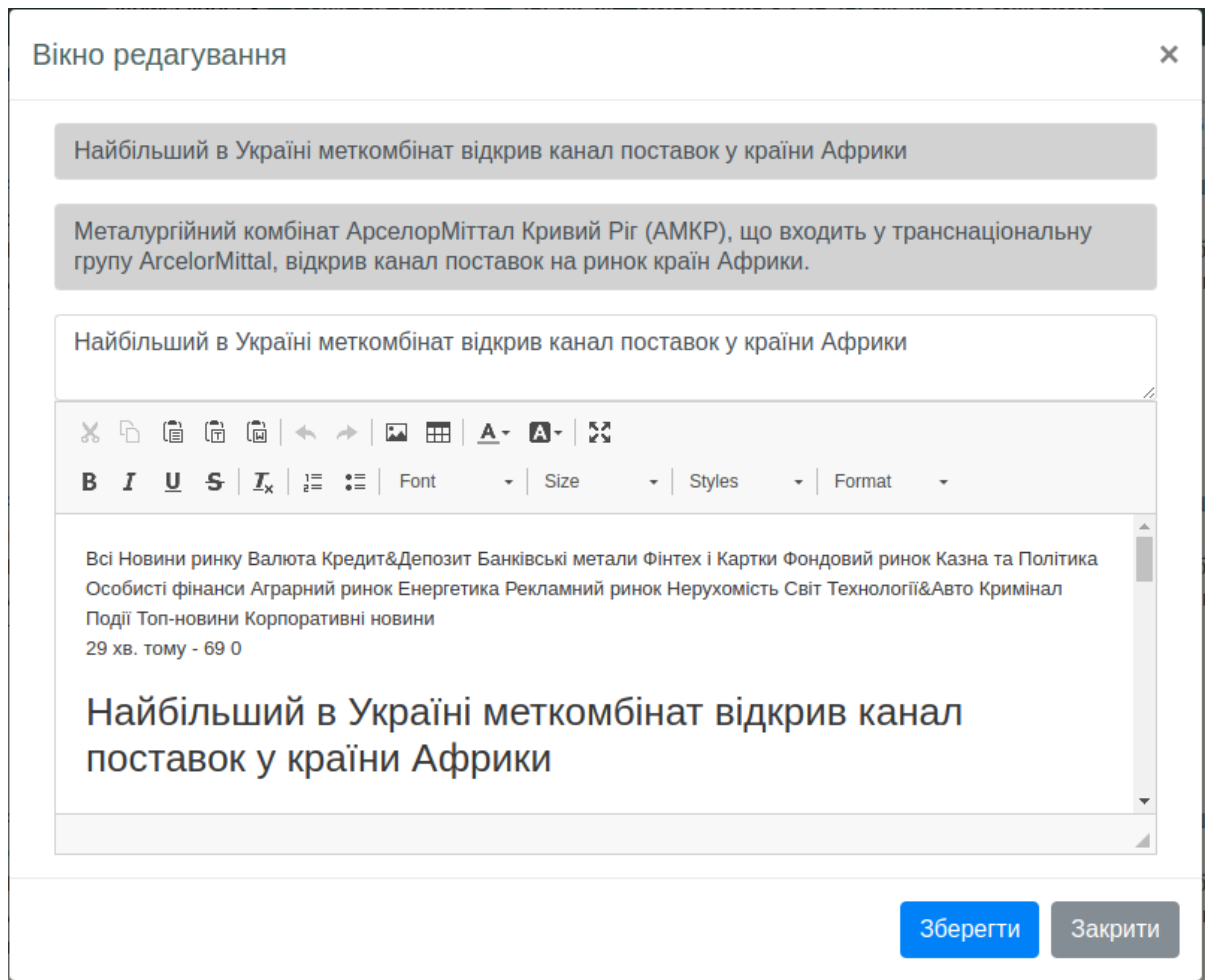 Вікно редагування
×
Найбільший в Україні меткомбінат відкрив канал поставок у країни Африки
Металургійний комбінат АрселорМіттал Кривий Ріг (АМКР), що входить у транснаціональну
групу ArcelorMittal, відкрив канал поставок на ринок країн Африки.
Найбільший в Україні меткомбінат відкрив канал поставок у країни Африки
B I U S Tx Font Size Styles Format
Всі Новини ринку Валюта Кредит&Депозит Банківські метали Фінтех і Картки Фондовий ринок Казна та Політика
Особисті фінанси Аграрний ринок Енергетика Рекламний ринок Нерухомість Світ Технології&Авто Кримінал
Події Топ-новини Корпоративні новини
29 хв. тому - 69 0
Найбільший в Україні меткомбінат відкрив канал
поставок у країни Африки
Зберегти Закрити